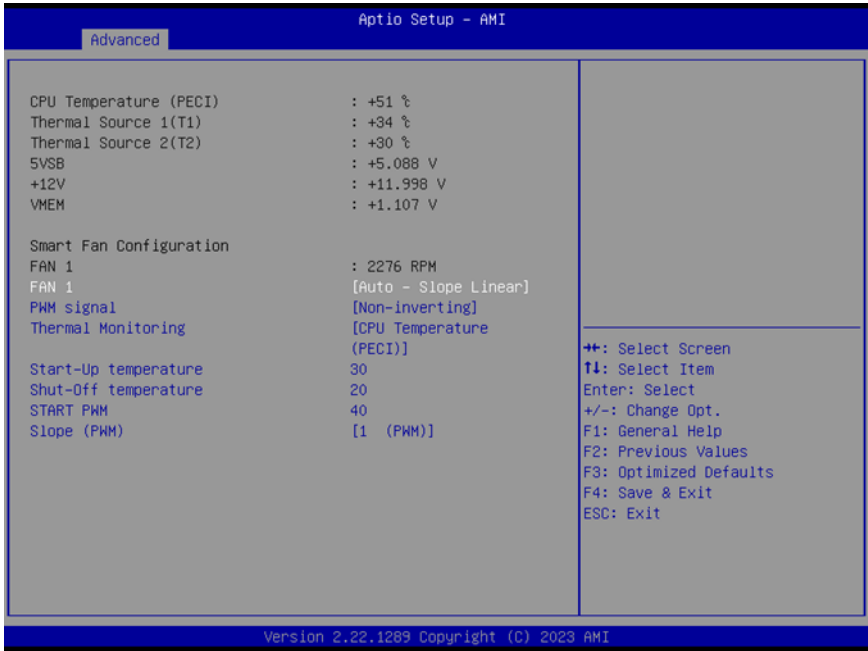 Aptio Setup - AMI
Advanced
CPU Temperature (PECI) : +51 ℃
Thermal Source 1(T1) : +34 ℃
Thermal Source 2(T2) : +30 ℃
5VSB : +5.088 V
+12V : +11.998 V
VMEM : +1.107 V
Smart Fan Configuration
FAN 1 : 2276 RPM
FAN 1 [Auto - Slope Linear]
PWM signal [Non-inverting]
Thermal Monitoring [CPU Temperature
(PECI)]
Start-Up temperature 30
Shut-Off temperature 20
START PWM 40
Slope (PWM) [1 (PWM)]
→←: Select Screen
↑↓: Select Item
Enter: Select
+/-: Change Opt.
F1: General Help
F2: Previous Values
F3: Optimized Defaults
F4: Save & Exit
ESC: Exit
Version 2.22.1289 Copyright (C) 2023 AMI